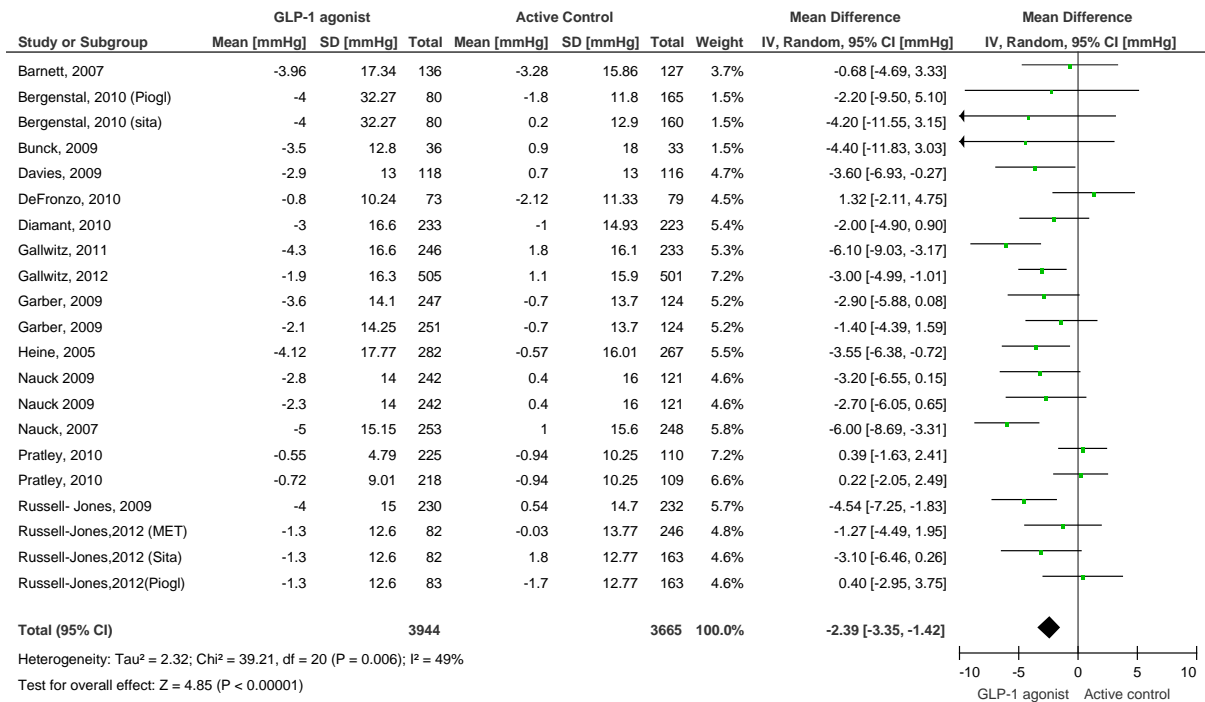 GLP-1 agonist Active Control Mean Difference Mean Difference
Study or Subgroup Mean [mmHg] SD [mmHg] Total Mean [mmHg] SD [mmHg] Total Weight IV, Random, 95% CI [mmHg] IV, Random, 95% CI [mmHg]
Barnett, 2007 -3.96 17.34 136 -3.28 15.86 127 3.7% -0.68 [-4.69, 3.33]
Bergenstal, 2010 (Piogl) -4 32.27 80 -1.8 11.8 165 1.5% -2.20 [-9.50, 5.10]
Bergenstal, 2010 (sita) -4 32.27 80 0.2 12.9 160 1.5% -4.20 [-11.55, 3.15]
Bunck, 2009 -3.5 12.8 36 0.9 18 33 1.5% -4.40 [-11.83, 3.03]
Davies, 2009 -2.9 13 118 0.7 13 116 4.7% -3.60 [-6.93, -0.27]
DeFronzo, 2010 -0.8 10.24 73 -2.12 11.33 79 4.5% 1.32 [-2.11, 4.75]
Diamant, 2010 -3 16.6 233 -1 14.93 223 5.4% -2.00 [-4.90, 0.90]
Gallwitz, 2011 -4.3 16.6 246 1.8 16.1 233 5.3% -6.10 [-9.03, -3.17]
Gallwitz, 2012 -1.9 16.3 505 1.1 15.9 501 7.2% -3.00 [-4.99, -1.01]
Garber, 2009 -3.6 14.1 247 -0.7 13.7 124 5.2% -2.90 [-5.88, 0.08]
Garber, 2009 -2.1 14.25 251 -0.7 13.7 124 5.2% -1.40 [-4.39, 1.59]
Heine, 2005 -4.12 17.77 282 -0.57 16.01 267 5.5% -3.55 [-6.38, -0.72]
Nauck 2009 -2.8 14 242 0.4 16 121 4.6% -3.20 [-6.55, 0.15]
Nauck 2009 -2.3 14 242 0.4 16 121 4.6% -2.70 [-6.05, 0.65]
Nauck, 2007 -5 15.15 253 1 15.6 248 5.8% -6.00 [-8.69, -3.31]
Pratley, 2010 -0.55 4.79 225 -0.94 10.25 110 7.2% 0.39 [-1.63, 2.41]
Pratley, 2010 -0.72 9.01 218 -0.94 10.25 109 6.6% 0.22 [-2.05, 2.49]
Russell- Jones, 2009 -4 15 230 0.54 14.7 232 5.7% -4.54 [-7.25, -1.83]
Russell-Jones,2012 (MET) -1.3 12.6 82 -0.03 13.77 246 4.8% -1.27 [-4.49, 1.95]
Russell-Jones,2012 (Sita) -1.3 12.6 82 1.8 12.77 163 4.6% -3.10 [-6.46, 0.26]
Russell-Jones,2012(Piogl) -1.3 12.6 83 -1.7 12.77 163 4.6% 0.40 [-2.95, 3.75]
Total (95% CI) 3944 3665 100.0% -2.39 [-3.35, -1.42]
Heterogeneity: Tau² = 2.32; Chi² = 39.21, df = 20 (P = 0.006); I² = 49%
Test for overall effect: Z = 4.85 (P < 0.00001)
-10 -5 0 5 10
GLP-1 agonist Active control